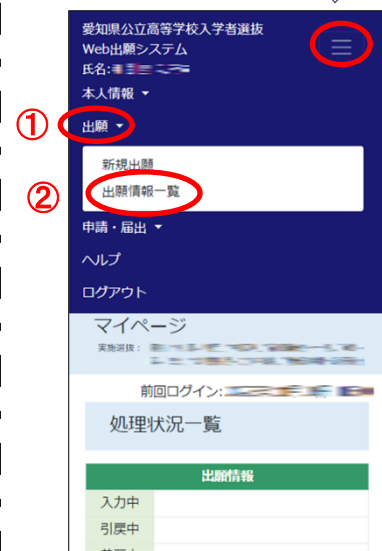 愛知県公立高等学校入学者選抜
Web出願システム
氏名:
本人情報
① 出願
新規出願
② 出願情報一覧
申請・届出
ヘルプ
ログアウト
マイページ
実施選抜：
前回ログイン:
処理状況一覧
出願情報
入力中
引戻中